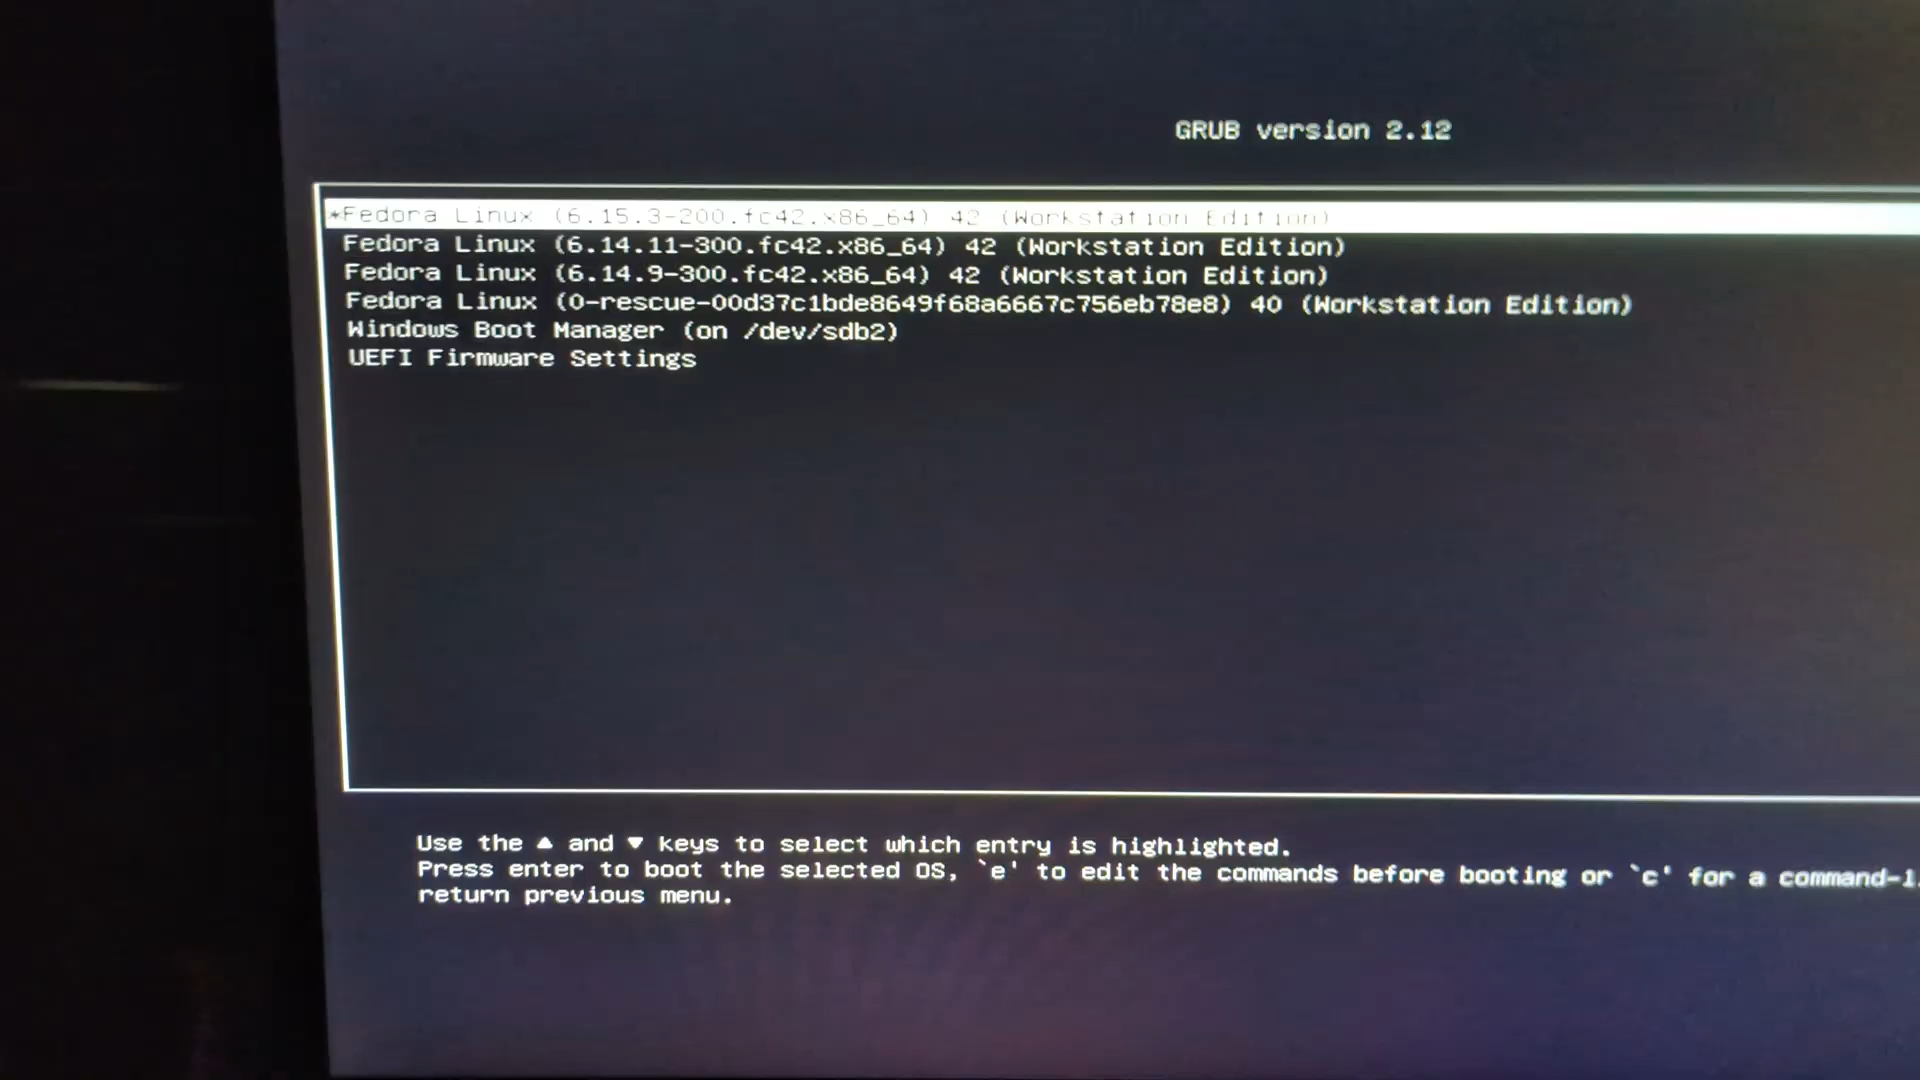 GRUB version 2.12
*Fedora Linux (6.15.3-200.fc42.x86_64) 42 (Workstation Edition)
Fedora Linux (6.14.11-300.fc42.x86_64) 42 (Workstation Edition)
Fedora Linux (6.14.9-300.fc42.x86_64) 42 (Workstation Edition)
Fedora Linux (0-rescue-00d37c1bde8649f68a6667c756eb78e8) 40 (Workstation Edition)
Windows Boot Manager (on /dev/sdb2)
UEFI Firmware Settings
Use the ▲ and ▼ keys to select which entry is highlighted.
Press enter to boot the selected OS, `e' to edit the commands before booting or `c' for a command-l
return previous menu.